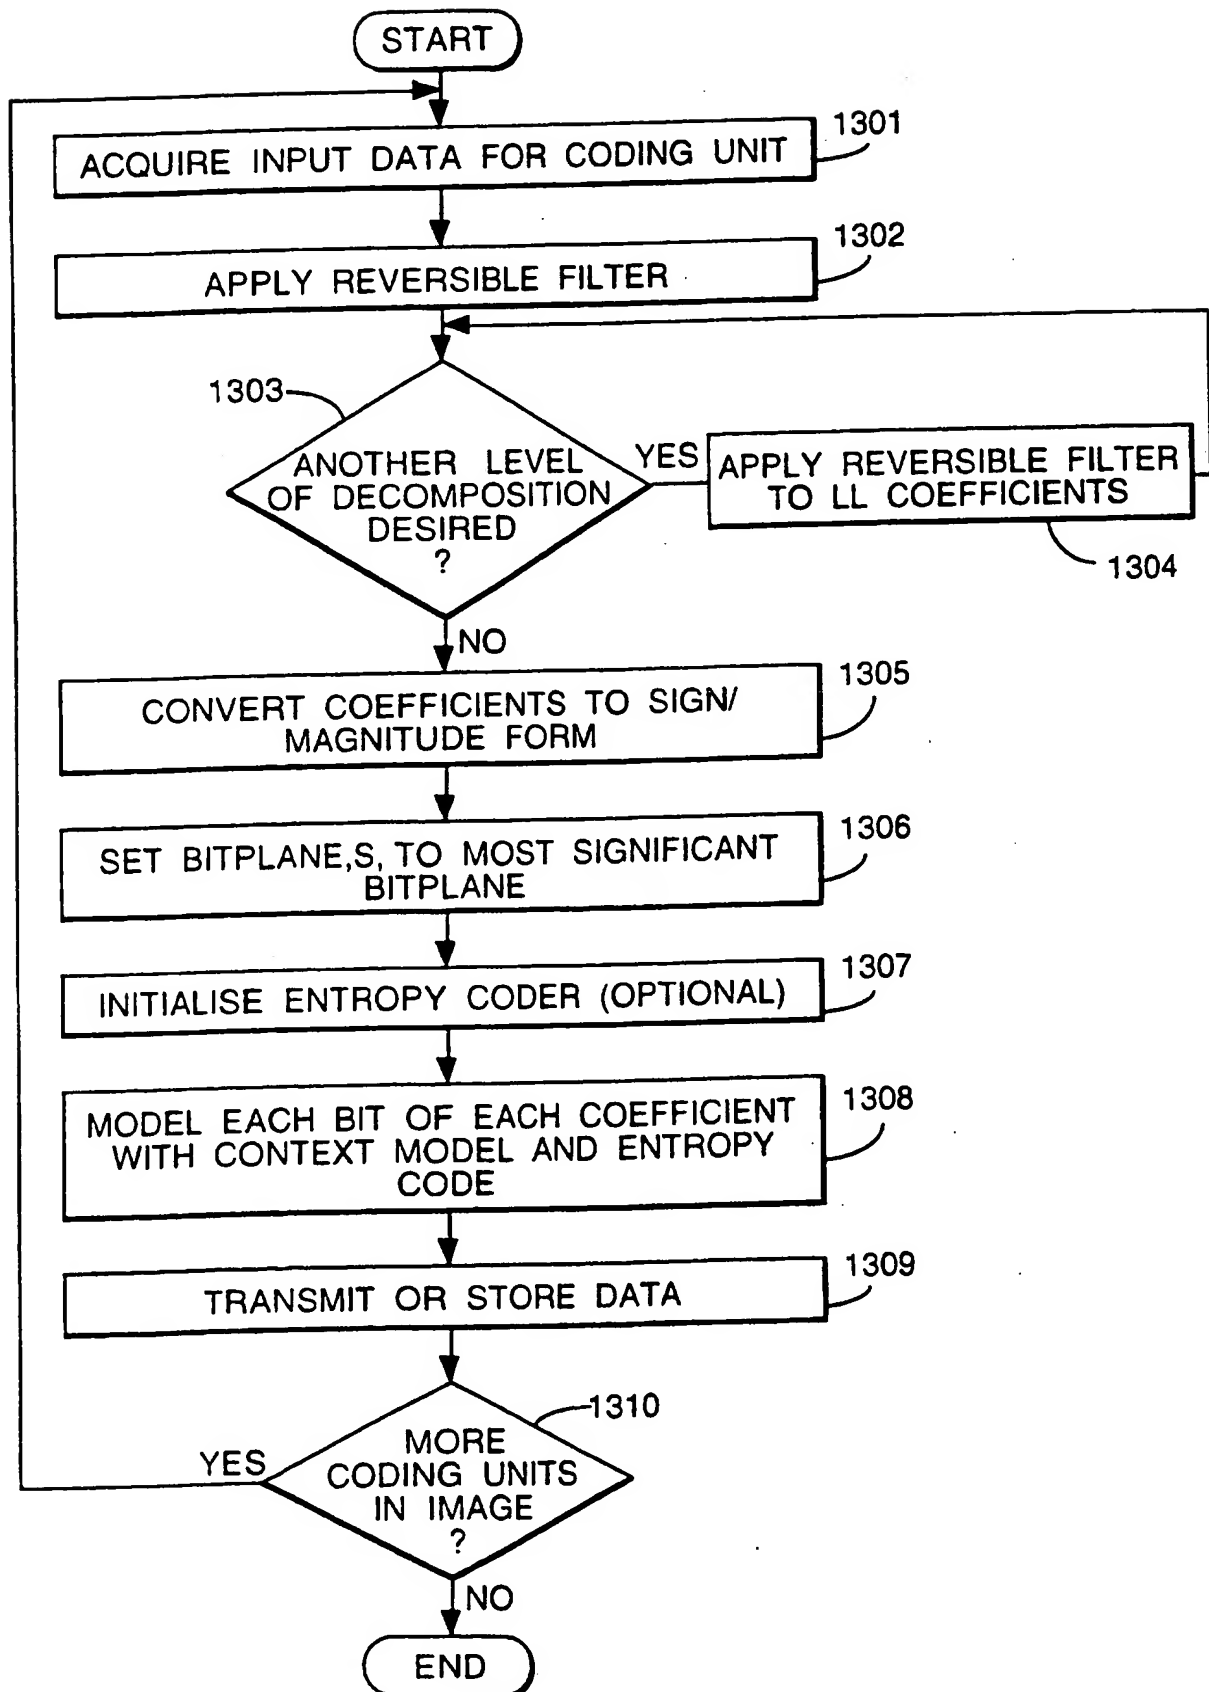 START
1301
ACQUIRE INPUT DATA FOR CODING UNIT
1302
APPLY REVERSIBLE FILTER
1303
ANOTHER LEVEL
OF DECOMPOSITION
DESIRED
?
YES
APPLY REVERSIBLE FILTER
TO LL COEFFICIENTS
1304
NO
1305
CONVERT COEFFICIENTS TO SIGN/
MAGNITUDE FORM
1306
SET BITPLANE,S, TO MOST SIGNIFICANT
BITPLANE
1307
INITIALISE ENTROPY CODER (OPTIONAL)
1308
MODEL EACH BIT OF EACH COEFFICIENT
WITH CONTEXT MODEL AND ENTROPY
CODE
1309
TRANSMIT OR STORE DATA
1310
MORE
CODING UNITS
IN IMAGE
?
YES
NO
END